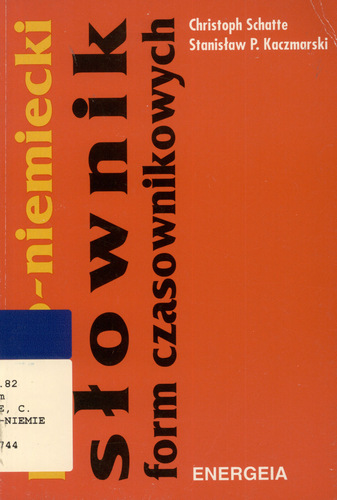 Christoph Schatte
Stanisław P. Kaczmarski
-niemiecki
słownik
form czasownikowych
.82
E, C.
-NIEMIE
744
ENERGEIA